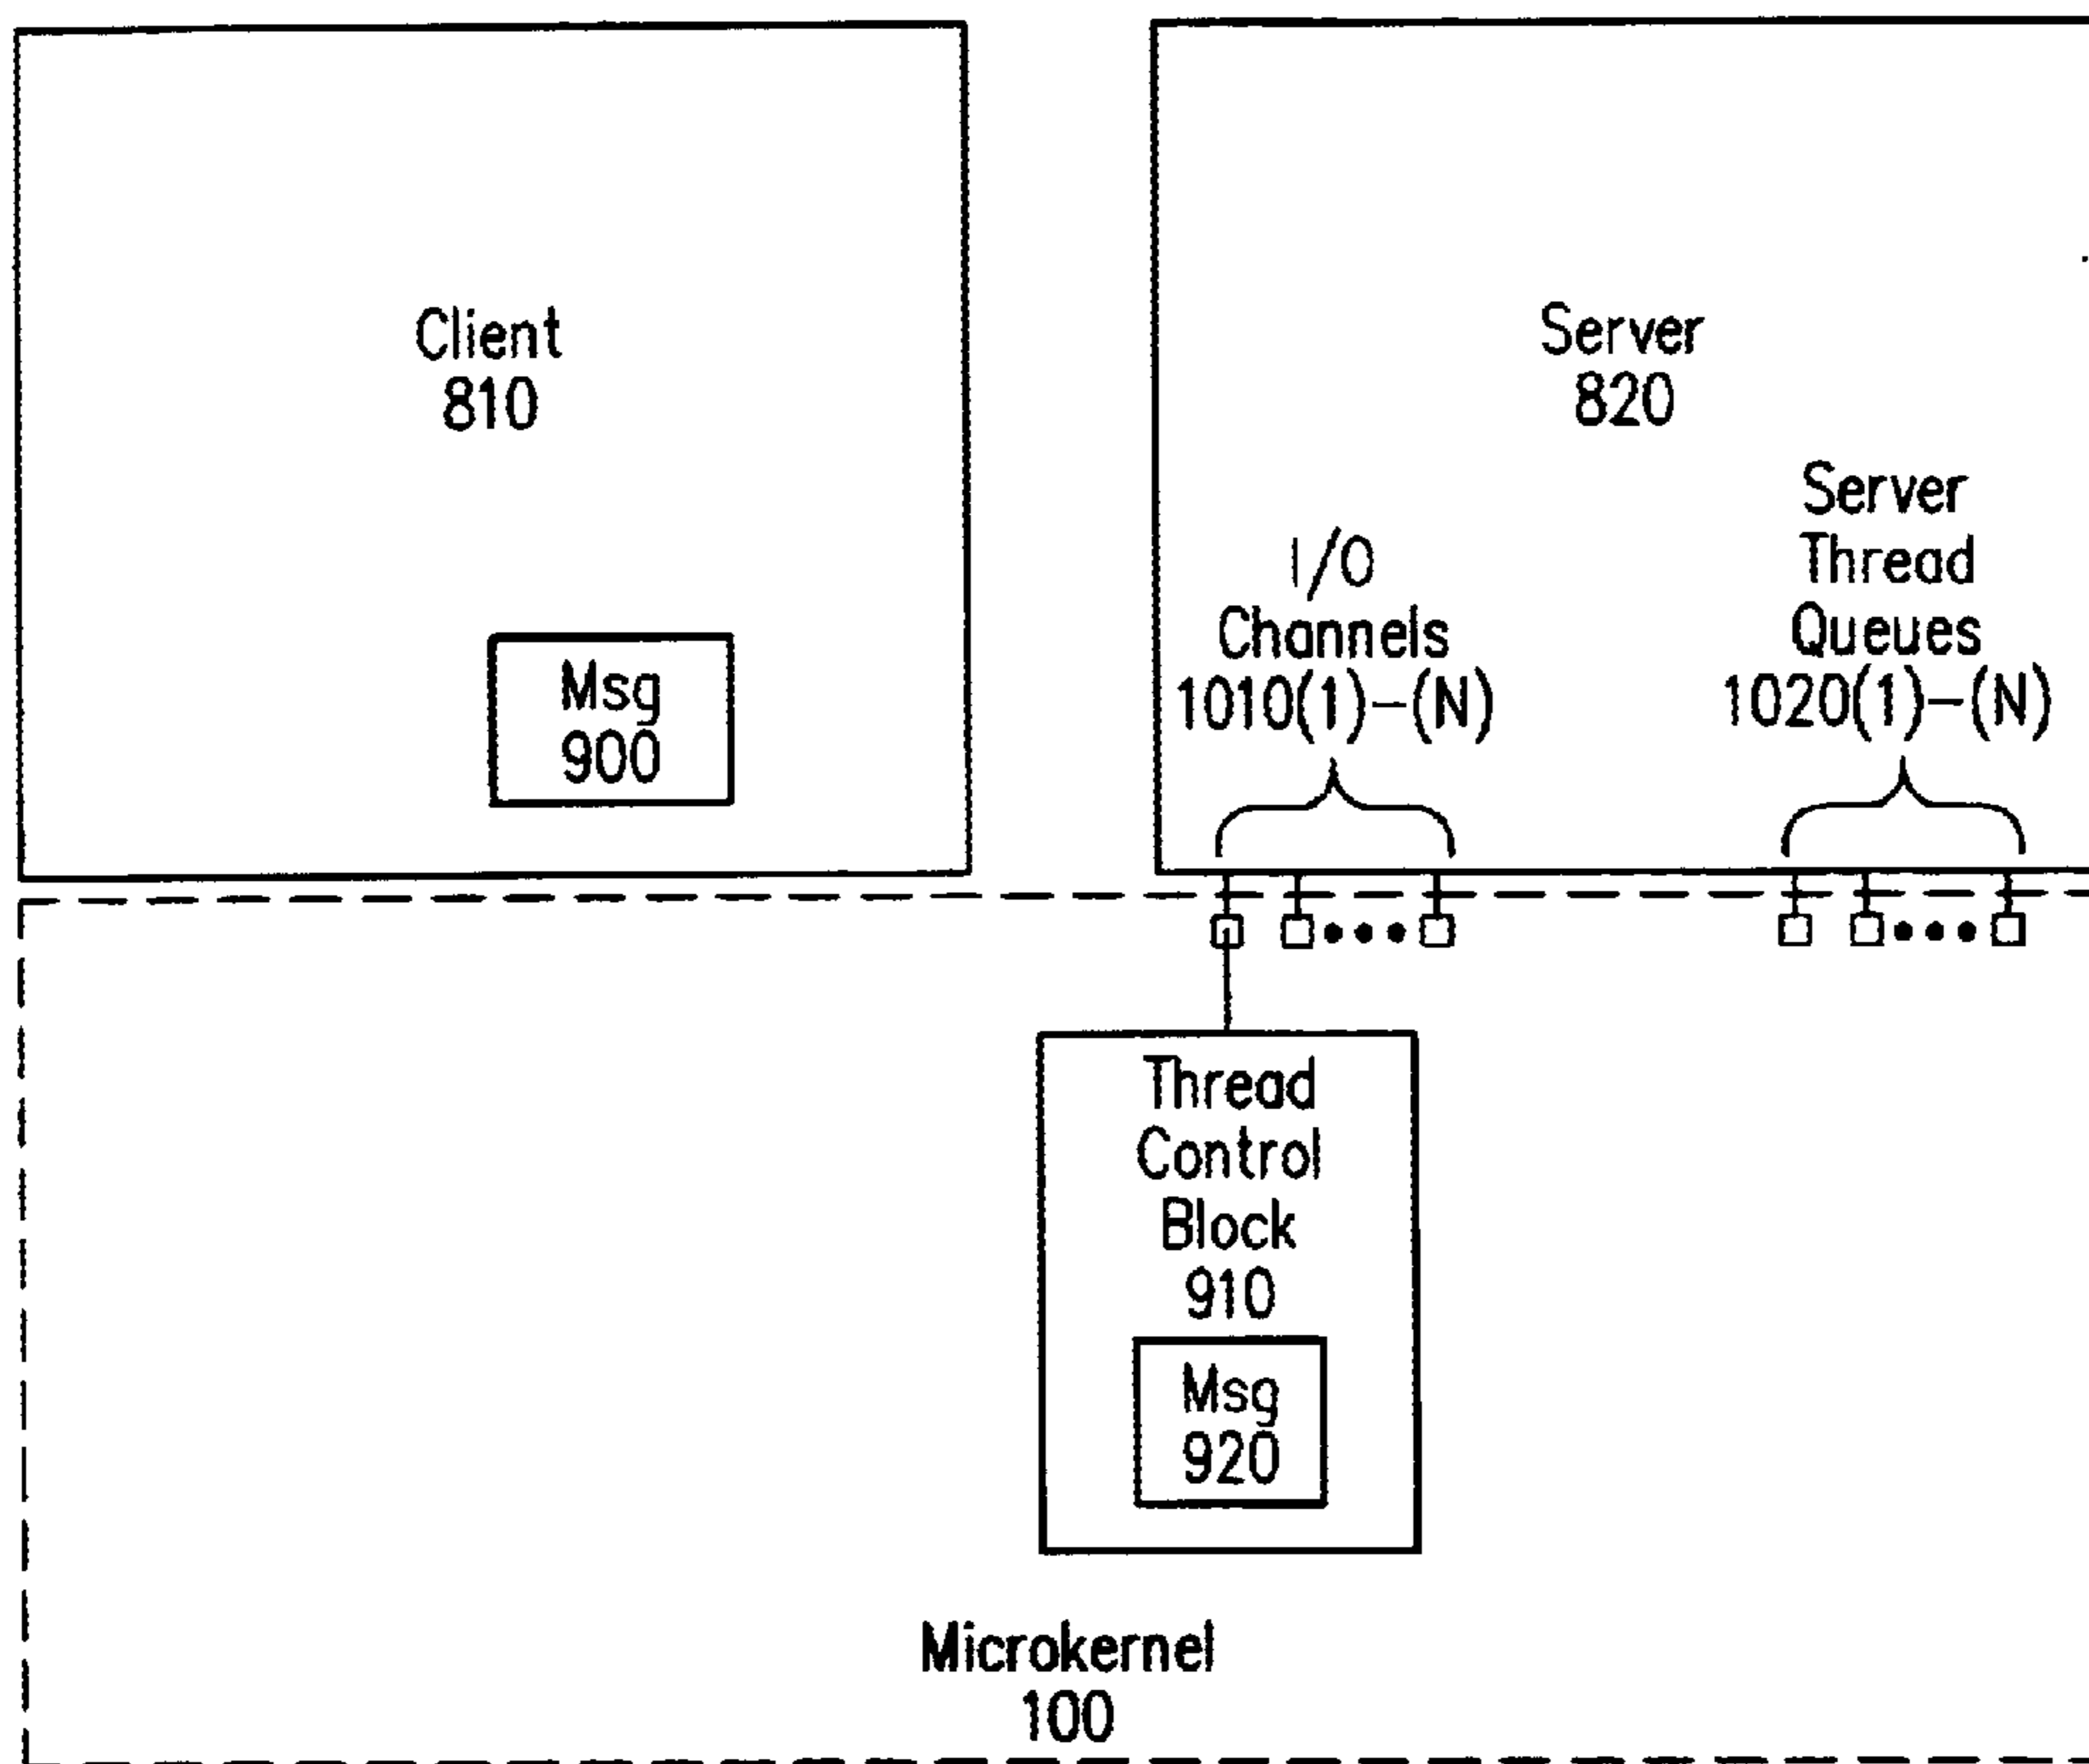 Client
810
Server
820
Msg
900
I/O
Channels
1010(1)–(N)
Server
Thread
Queues
1020(1)–(N)
Thread
Control
Block
910
Msg
920
Microkernel
100